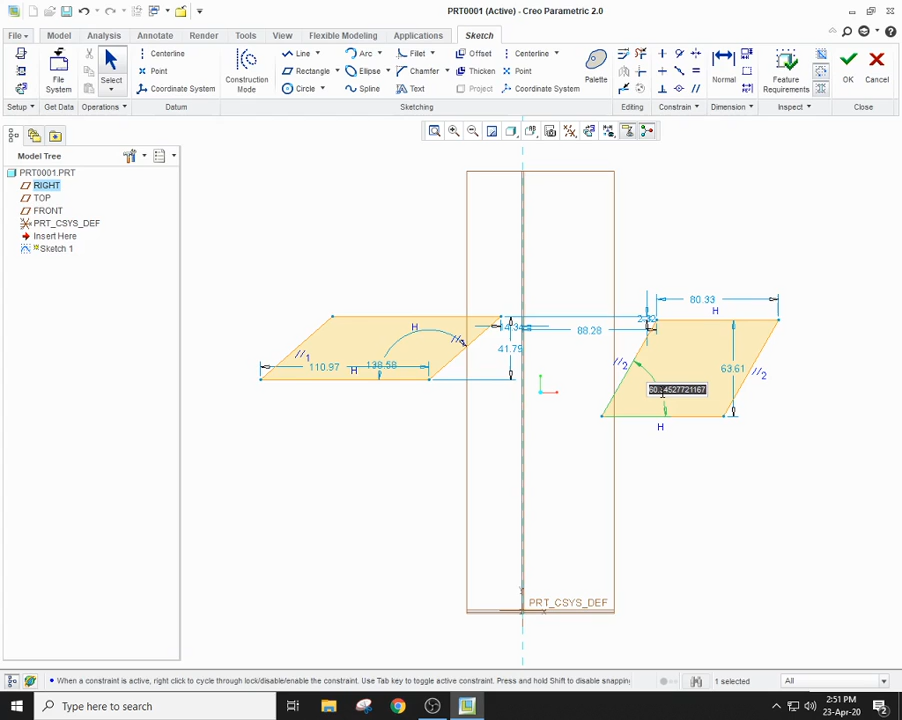 PRT0001 (Active) - Creo Parametric 2.0
File
Model
Analysis
Annotate
Render
Tools
View
Flexible Modeling
Applications
Sketch
File System
Select
Centerline
Point
Coordinate System
Construction Mode
Line
Arc
Fillet
Offset
Centerline
Rectangle
Ellipse
Chamfer
Thicken
Point
Circle
Spline
Text
Project
Coordinate System
Palette
Normal
Feature Requirements
OK
Cancel
Setup
Get Data
Operations
Datum
Sketching
Editing
Constrain
Dimension
Inspect
Close
Model Tree
PRT0001.PRT
RIGHT
TOP
FRONT
PRT_CSYS_DEF
Insert Here
Sketch 1
80.33
H
88.28
H
41.79
//1
110.97
H
138.58
//2
63.61
//2
H
PRT_CSYS_DEF
When a constraint is active, right click to cycle through lock/disable/enable the constraint. Use Tab key to toggle active constraint. Press and hold Shift to disable snapping
1 selected
All
Type here to search
2:51 PM
23-Apr-20
2